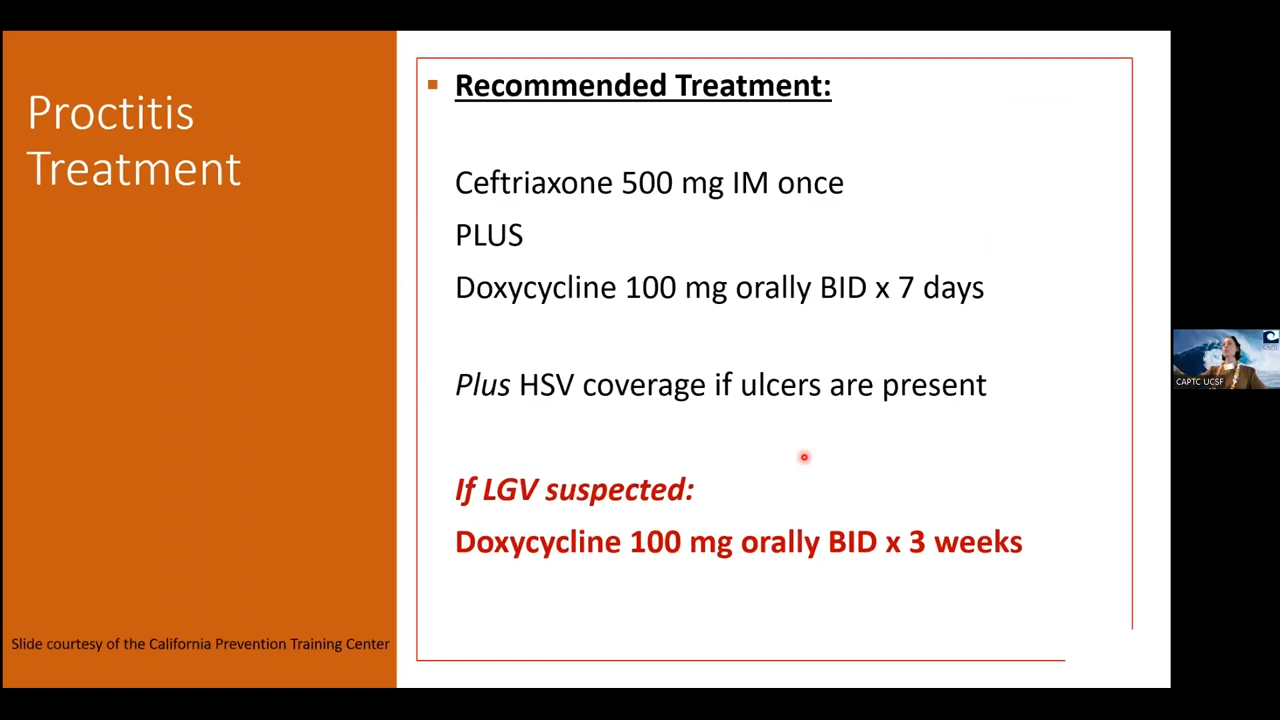 Proctitis
Treatment
Recommended Treatment:
Ceftriaxone 500 mg IM once
PLUS
Doxycycline 100 mg orally BID x 7 days
Plus HSV coverage if ulcers are present
If LGV suspected:
Doxycycline 100 mg orally BID x 3 weeks
Slide courtesy of the California Prevention Training Center
CAPTC UCSF